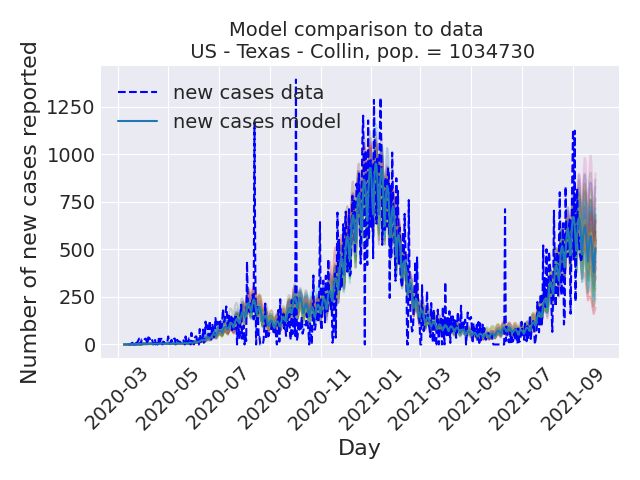 Model comparison to data
US - Texas - Collin, pop. = 1034730
Number of new cases reported
1250
1000
750
500
250
0
new cases data
new cases model
2020-03
2020-05
2020-07
2020-09
2020-11
2021-01
2021-03
2021-05
2021-07
2021-09
Day